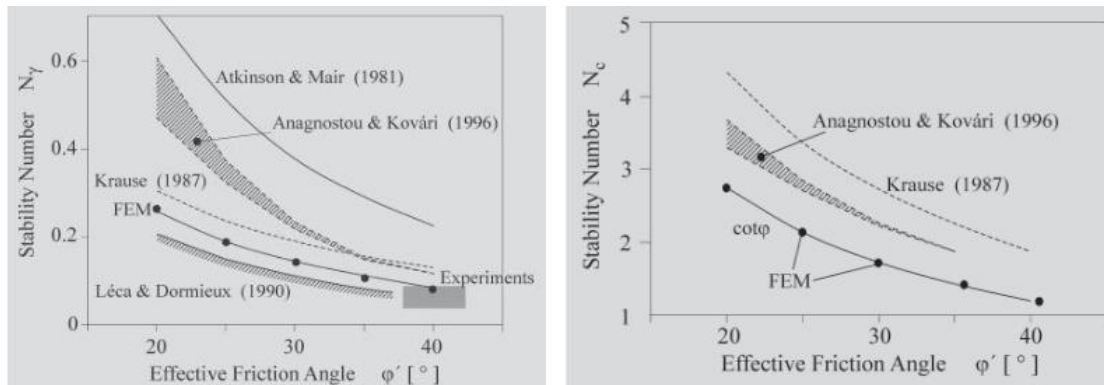 Stability Number N_γ
0.6
0.4
0.2
0
Atkinson & Mair (1981)
Anagnostou & Kovári (1996)
Krause (1987)
FEM
Experiments
Léca & Dormieux (1990)
20
30
40
Effective Friction Angle φ´ [ ° ]
Stability Number N_c
5
4
3
2
1
Anagnostou & Kovári (1996)
Krause (1987)
cotφ
FEM
20
30
40
Effective Friction Angle φ´ [ ° ]